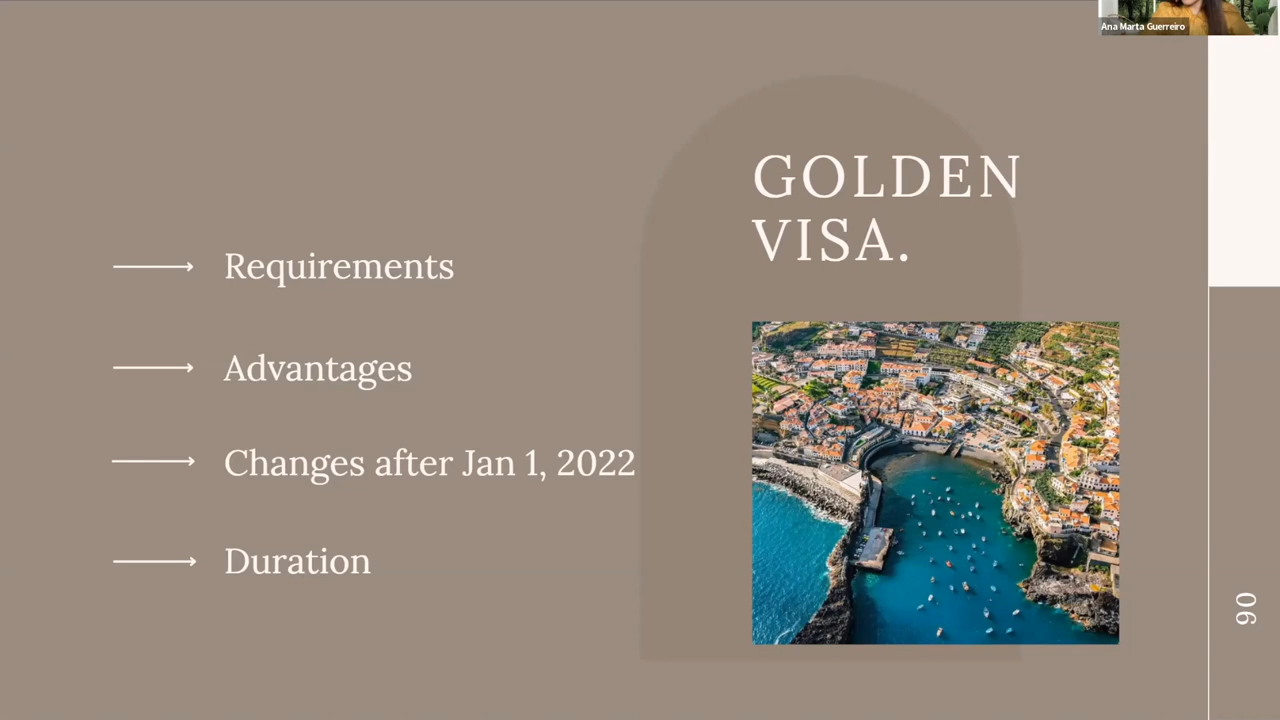 Ana Marta Guerreiro
GOLDEN
VISA.
Requirements
Advantages
Changes after Jan 1, 2022
Duration
06